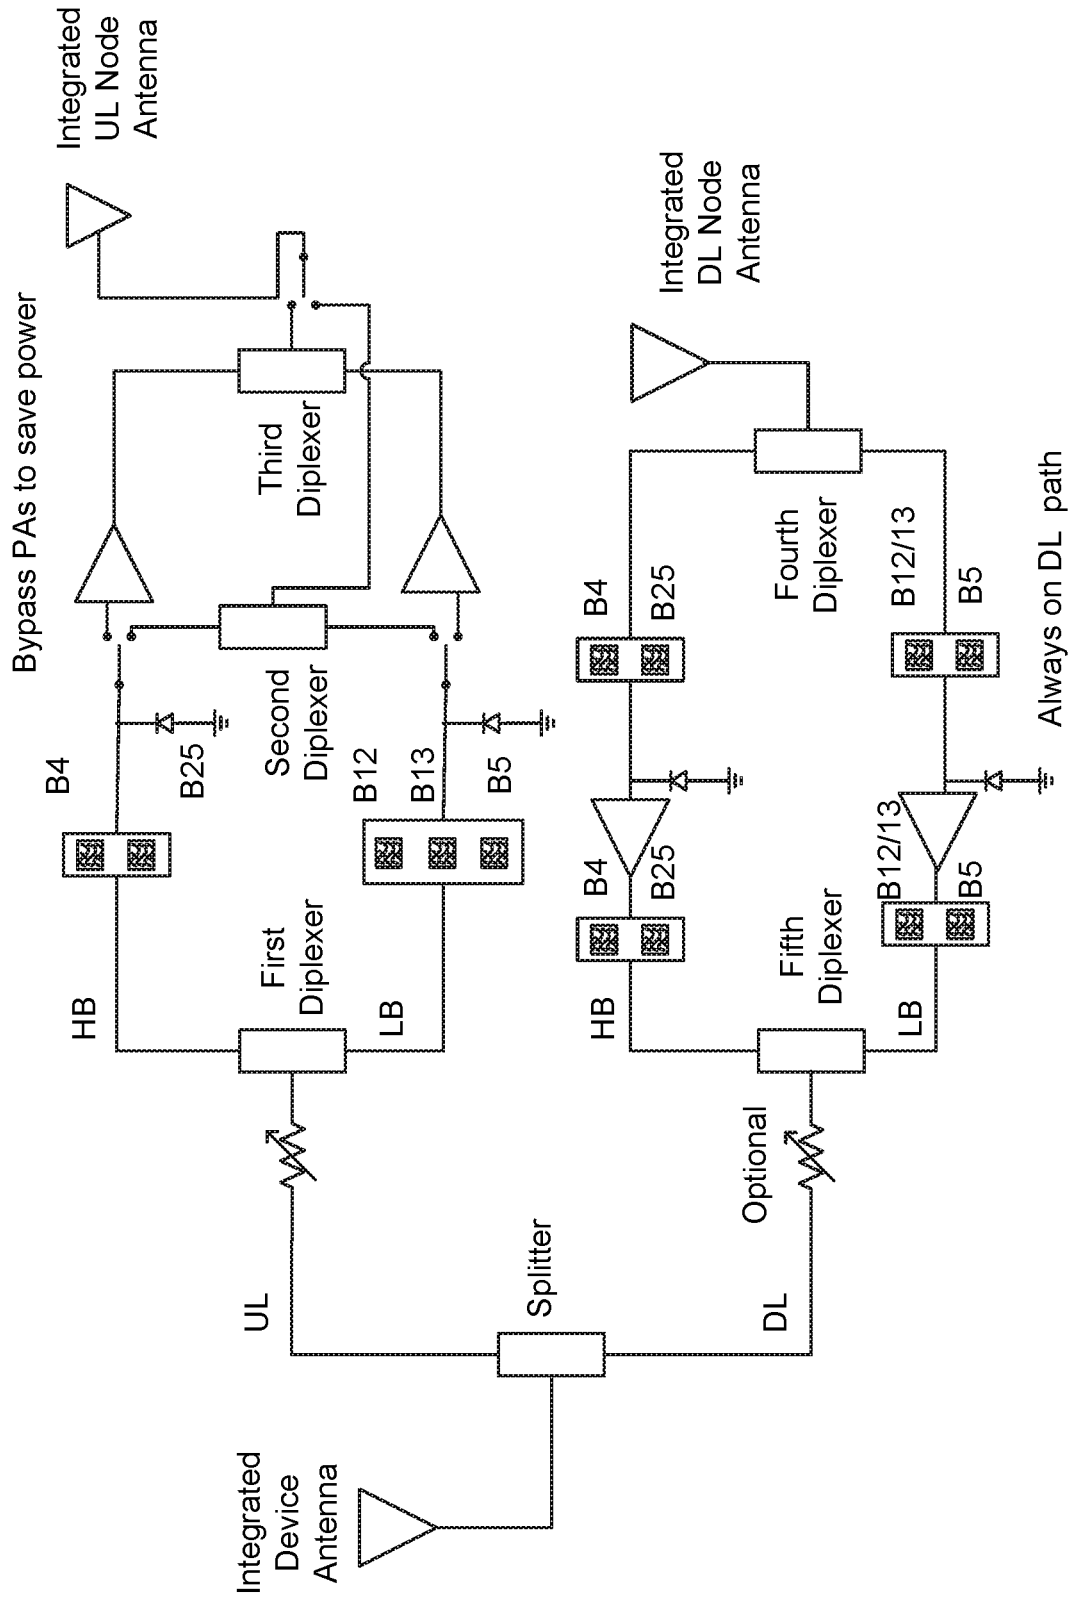 Bypass PAs to save power
Integrated
UL Node
Antenna
B4
B25
HB
First
Diplexer
Second
Diplexer
Third
Diplexer
LB
B12
B13
B5
UL
Integrated
Device
Antenna
Splitter
DL
Optional
HB
B4
B25
B4
B25
Integrated
DL Node
Antenna
Fifth
Diplexer
Fourth
Diplexer
LB
B12/13
B5
B12/13
B5
Always on DL path